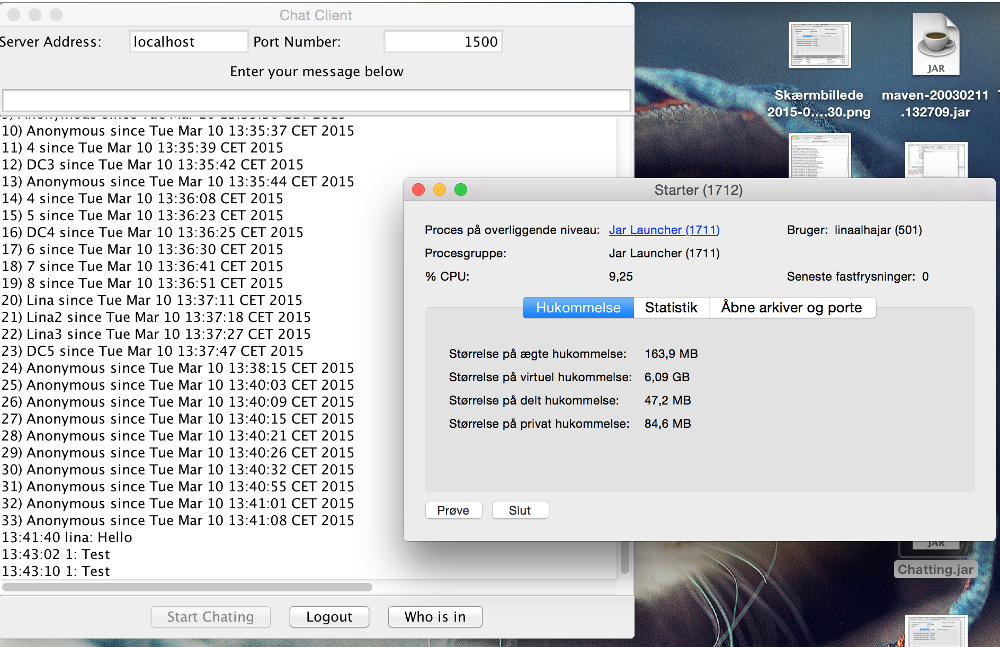 Chat Client
Server Address: localhost Port Number: 1500
Enter your message below
9) Anonymous since Tue Mar 10 13:35:30 CET 2015
10) Anonymous since Tue Mar 10 13:35:37 CET 2015
11) 4 since Tue Mar 10 13:35:39 CET 2015
12) DC3 since Tue Mar 10 13:35:42 CET 2015
13) Anonymous since Tue Mar 10 13:35:44 CET 2015
14) 4 since Tue Mar 10 13:36:08 CET 2015
15) 5 since Tue Mar 10 13:36:23 CET 2015
16) DC4 since Tue Mar 10 13:36:25 CET 2015
17) 6 since Tue Mar 10 13:36:30 CET 2015
18) 7 since Tue Mar 10 13:36:41 CET 2015
19) 8 since Tue Mar 10 13:36:51 CET 2015
20) Lina since Tue Mar 10 13:37:11 CET 2015
21) Lina2 since Tue Mar 10 13:37:18 CET 2015
22) Lina3 since Tue Mar 10 13:37:27 CET 2015
23) DC5 since Tue Mar 10 13:37:47 CET 2015
24) Anonymous since Tue Mar 10 13:38:15 CET 2015
25) Anonymous since Tue Mar 10 13:40:03 CET 2015
26) Anonymous since Tue Mar 10 13:40:09 CET 2015
27) Anonymous since Tue Mar 10 13:40:15 CET 2015
28) Anonymous since Tue Mar 10 13:40:21 CET 2015
29) Anonymous since Tue Mar 10 13:40:26 CET 2015
30) Anonymous since Tue Mar 10 13:40:32 CET 2015
31) Anonymous since Tue Mar 10 13:40:55 CET 2015
32) Anonymous since Tue Mar 10 13:41:01 CET 2015
33) Anonymous since Tue Mar 10 13:41:08 CET 2015
13:41:40 lina: Hello
13:43:02 1: Test
13:43:10 1: Test
Start Chating Logout Who is in
JAR
Skærmbillede
2015-0....30.png
maven-20030211
.132709.jar
Starter (1712)
Proces på overliggende niveau: Jar Launcher (1711) Bruger: linaalhajar (501)
Procesgruppe: Jar Launcher (1711)
% CPU: 9,25 Seneste fastfrysninger: 0
Hukommelse Statistik Åbne arkiver og porte
Størrelse på ægte hukommelse: 163,9 MB
Størrelse på virtuel hukommelse: 6,09 GB
Størrelse på delt hukommelse: 47,2 MB
Størrelse på privat hukommelse: 84,6 MB
Prøve Slut
JAR
Chatting.jar